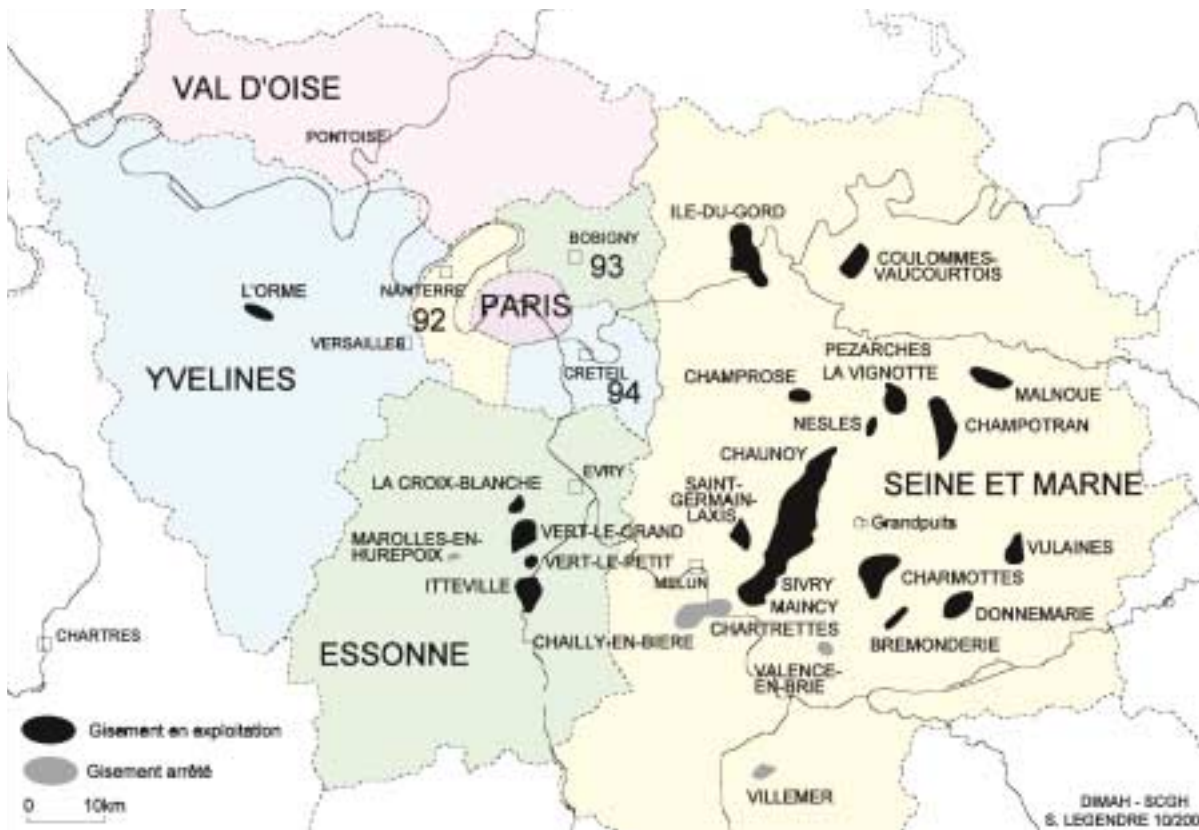 VAL D'OISE
PONTOISE
ILE-DU-GORD
BOBIGNY
93
COULOMMES-
VAUCOURTOIS
NANTERRE
92
PARIS
L'ORME
VERSAILLES
YVELINES
CRETEIL
94
PEZARCHES
LA VIGNOTTE
CHAMPROSE
MALNOUE
NESLES
CHAMPOTRAN
CHAUNOY
EVRY
LA CROIX-BLANCHE
SAINT-
GERMAIN-
LAXIS
SEINE ET MARNE
Grandpuits
MAROLLES-EN-
HUREPOIX
VERT-LE-GRAND
VERT-LE-PETIT
VULAINES
ITTEVILLE
MELUN
SIVRY
CHARMOTTES
MAINCY
DONNEMARIE
CHARTRETTES
CHARTRES
CHAILLY-EN-BIERE
BREMONDERIE
ESSONNE
VALENCE-
EN-BRIE
Gisement en exploitation
Gisement arrêté
0 10km
VILLEMER
DIMAH - SCGH
S. LEGENDRE 10/200